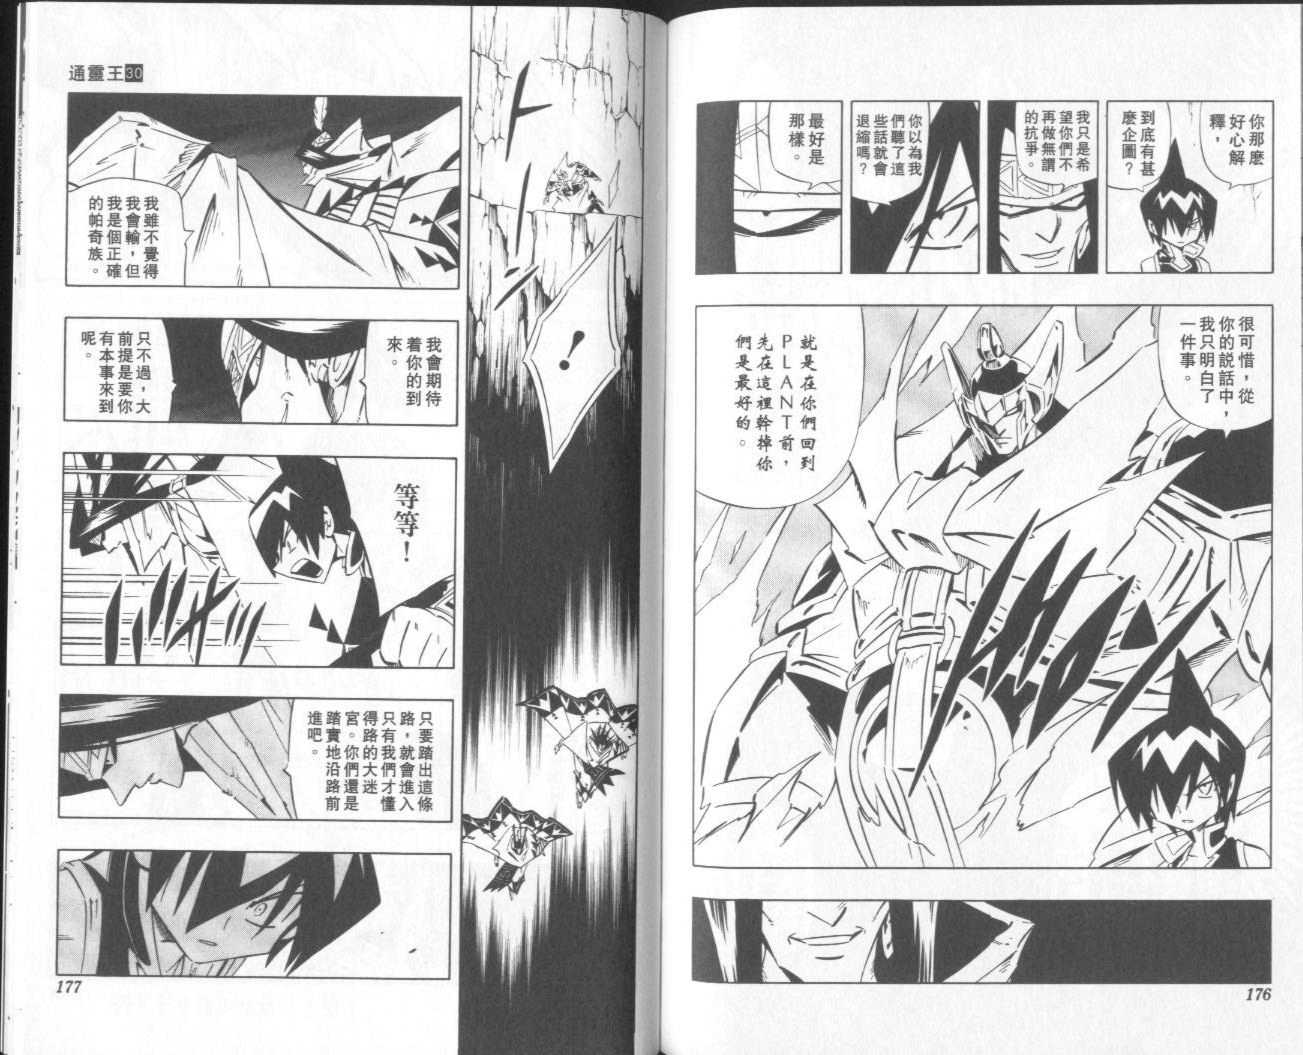 你那麼
好心解
釋，
到底有甚
麼企圖？
我只是希
望你們不
再做無謂
的抗爭。
你以為我
們聽了這
些話就會
退縮嗎？
最好是
那樣。
很可惜，從
你的說話中，
我只明白了
一件事。
就是在你們回到
PLANT前，
先在這裡幹掉你
們是最好的。
176
通靈王30
！
我雖不覺得
我會輸，但
我是個正確
的帕奇族。
我會期待
着你的到
來。
只不過，大
前提是要你
有本事來到
呢。
等等！
只要踏出這條
路，就會進入
只有我們才懂
得路的大迷
宮。你們還是
踏實地沿路前
進吧。
177